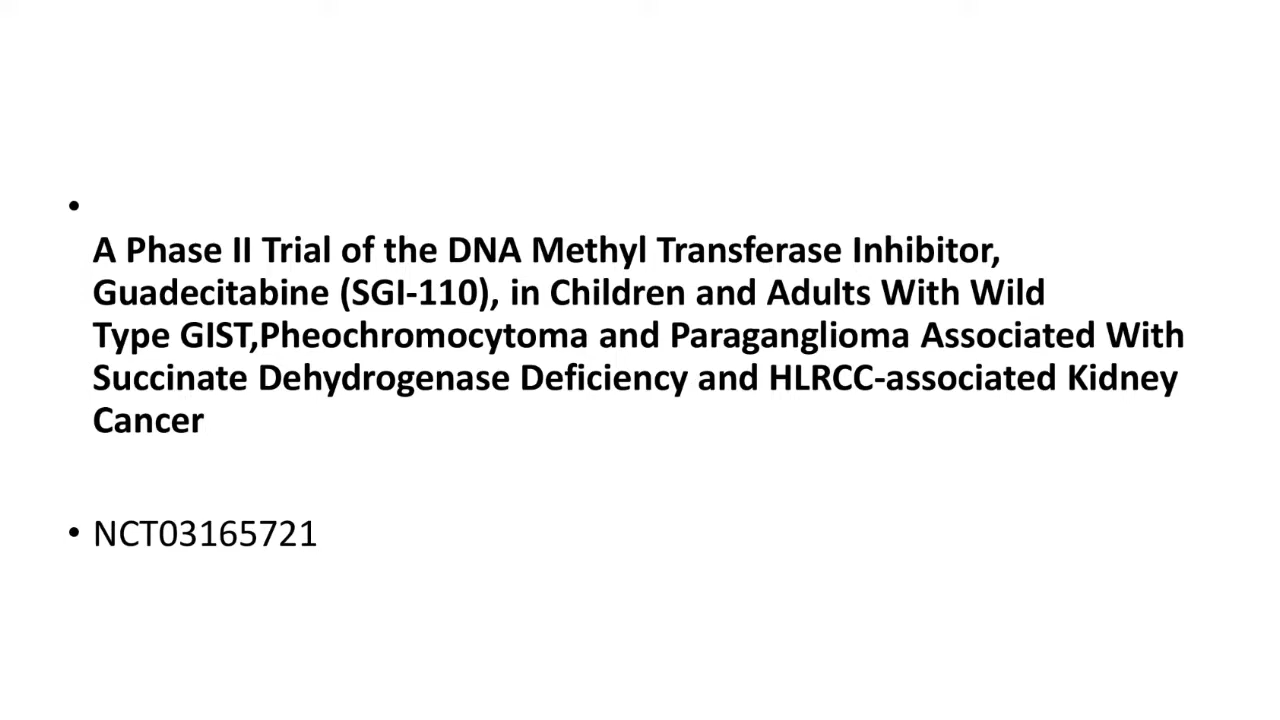 •
A Phase II Trial of the DNA Methyl Transferase Inhibitor,
Guadecitabine (SGI-110), in Children and Adults With Wild
Type GIST,Pheochromocytoma and Paraganglioma Associated With
Succinate Dehydrogenase Deficiency and HLRCC-associated Kidney
Cancer
• NCT03165721